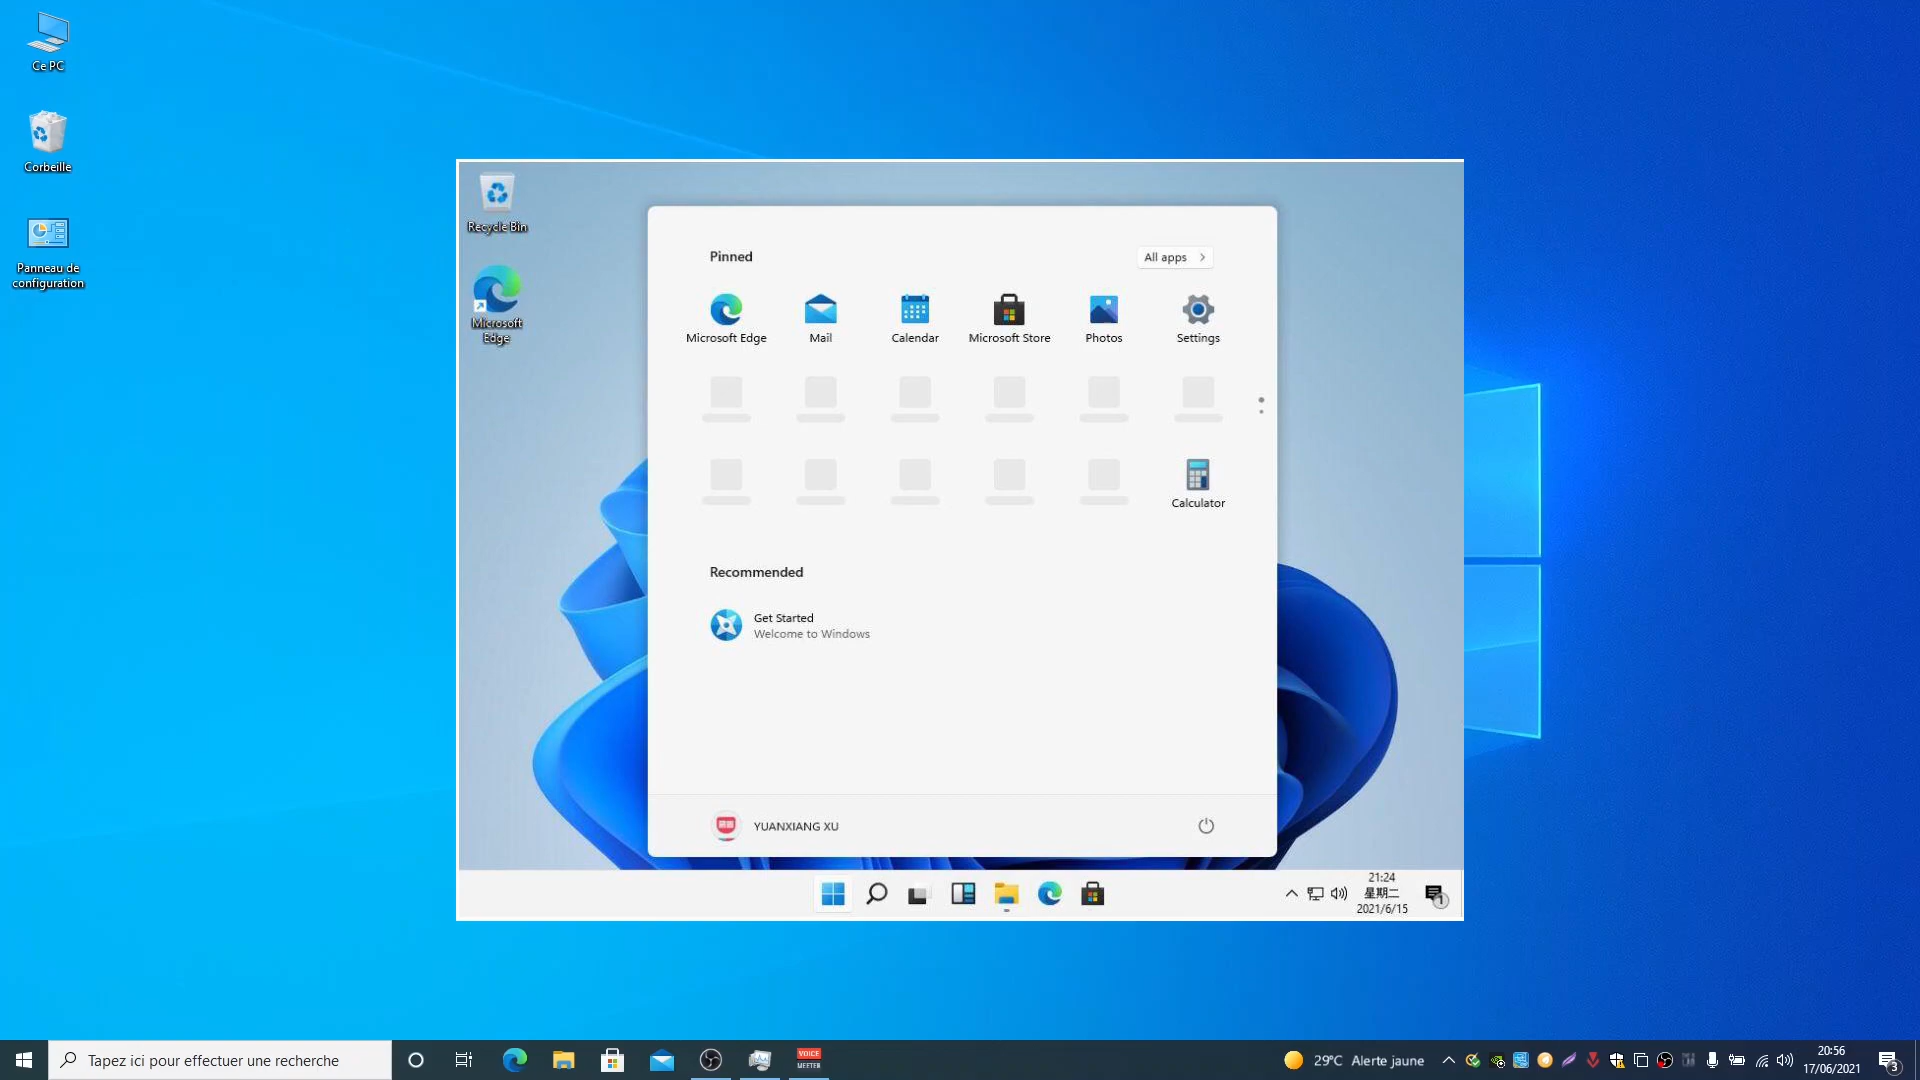 Ce PC
Corbeille
Panneau de
configuration
Recycle Bin
Microsoft
Edge
Pinned
All apps
Microsoft Edge
Mail
Calendar
Microsoft Store
Photos
Settings
Calculator
Recommended
Get Started
Welcome to Windows
YUANXIANG XU
21:24
星期二
2021/6/15
1
Tapez ici pour effectuer une recherche
VOICE
MEETER
29°C Alerte jaune
20:56
17/06/2021
3